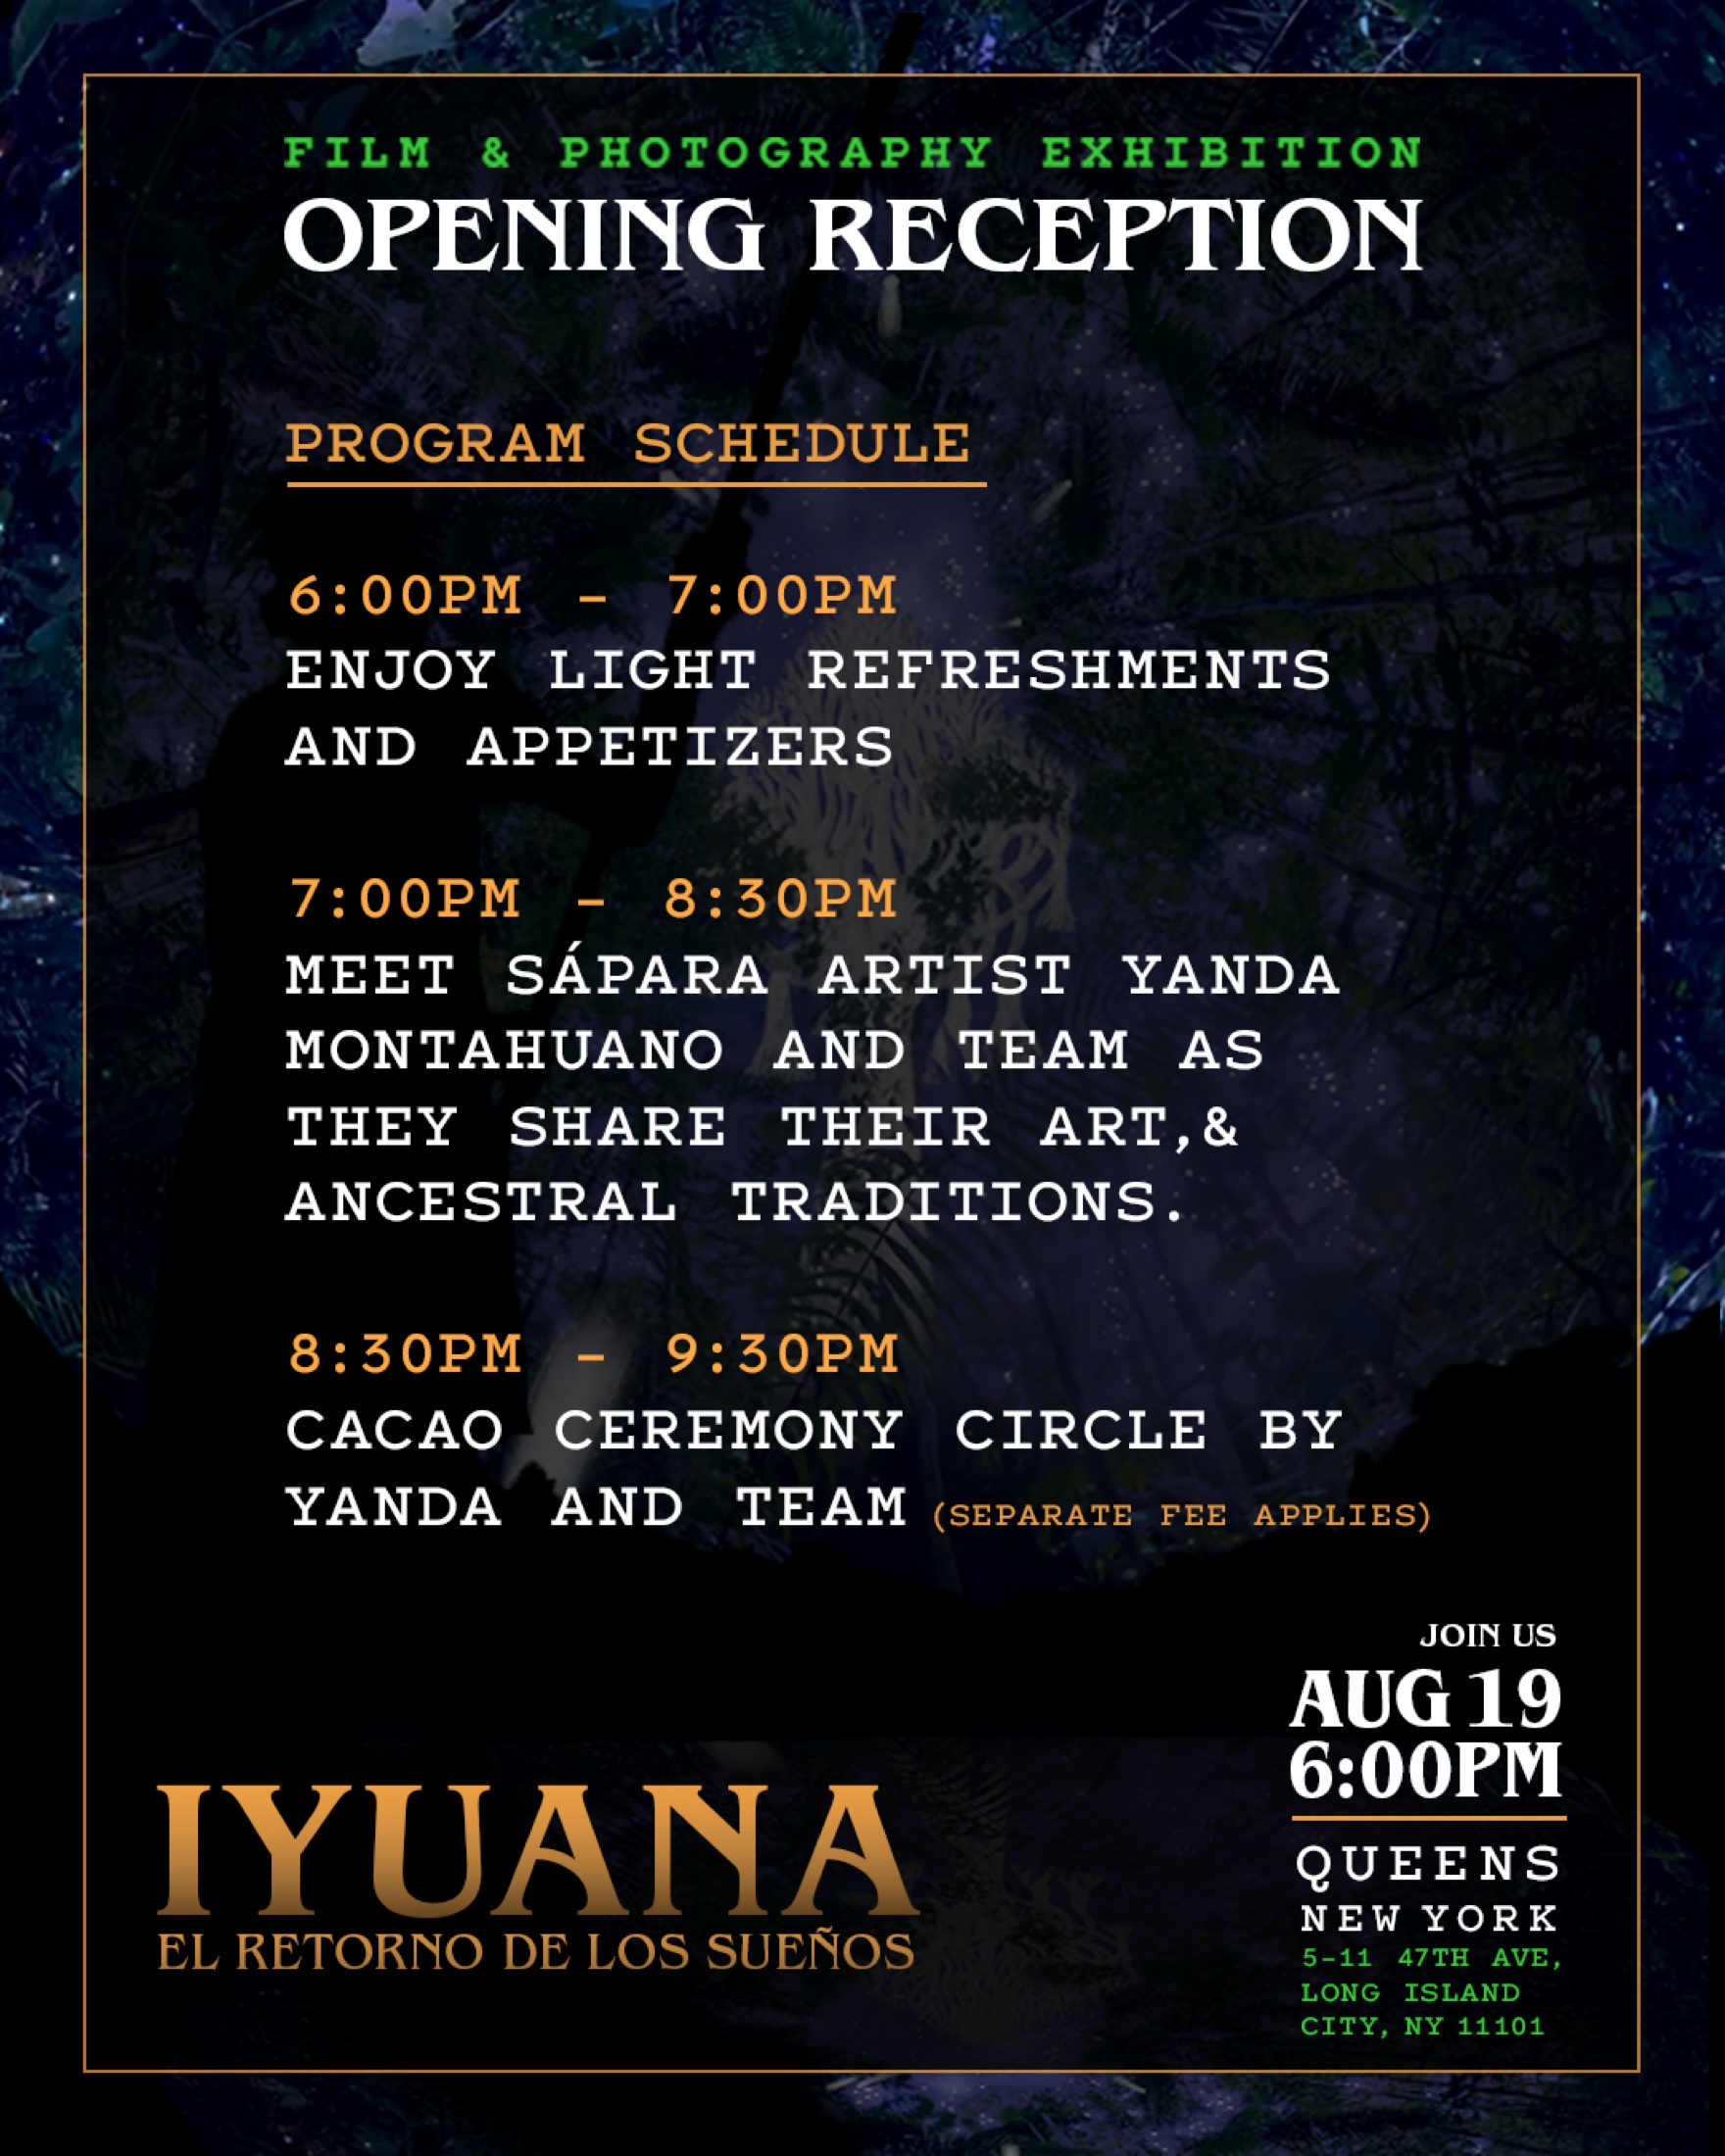 FILM & PHOTOGRAPHY EXHIBITION
OPENING RECEPTION
PROGRAM SCHEDULE
6:00PM - 7:00PM
ENJOY LIGHT REFRESHMENTS
AND APPETIZERS
7:00PM - 8:30PM
MEET SÁPARA ARTIST YANDA
MONTAHUANO AND TEAM AS
THEY SHARE THEIR ART,&
ANCESTRAL TRADITIONS.
8:30PM - 9:30PM
CACAO CEREMONY CIRCLE BY
YANDA AND TEAM (SEPARATE FEE APPLIES)
JOIN US
AUG 19
6:00PM
QUEENS
NEW YORK
5-11 47TH AVE,
LONG ISLAND
CITY, NY 11101
IYUANA
EL RETORNO DE LOS SUEÑOS